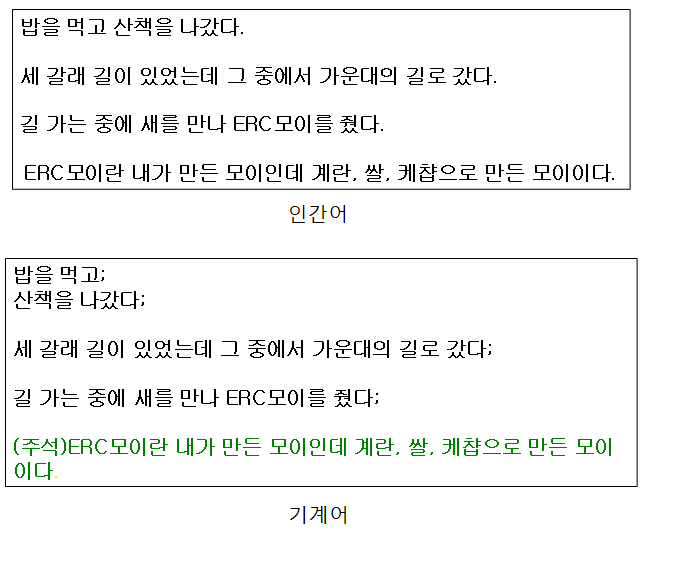 밥을 먹고 산책을 나갔다.
세 갈래 길이 있었는데 그 중에서 가운대의 길로 갔다.
길 가는 중에 새를 만나 ERC모이를 줬다.
ERC모이란 내가 만든 모이인데 계란, 쌀, 케챱으로 만든 모이이다.
인간어
밥을 먹고;
산책을 나갔다;
세 갈래 길이 있었는데 그 중에서 가운대의 길로 갔다;
길 가는 중에 새를 만나 ERC모이를 줬다;
(주석)ERC모이란 내가 만든 모이인데 계란, 쌀, 케챱으로 만든 모이
이다.
기계어